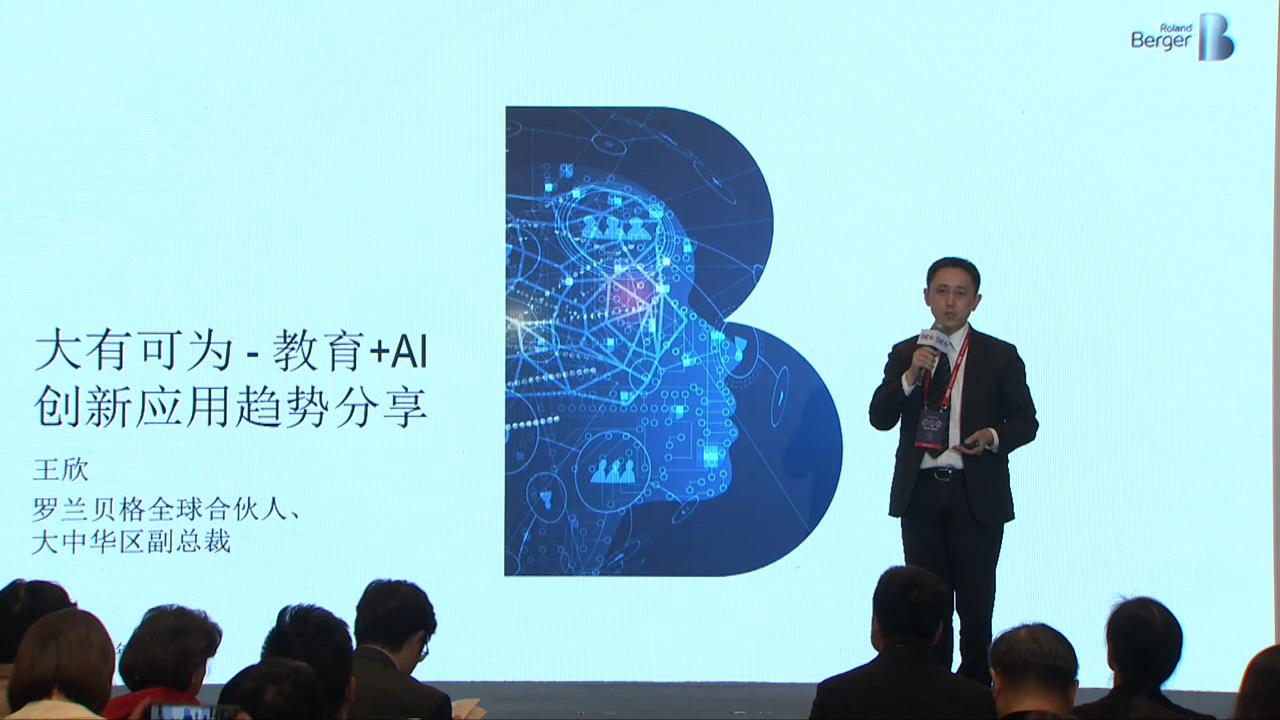 Roland
Berger
大有可为 - 教育+AI
创新应用趋势分享
王欣
罗兰贝格全球合伙人、
大中华区副总裁